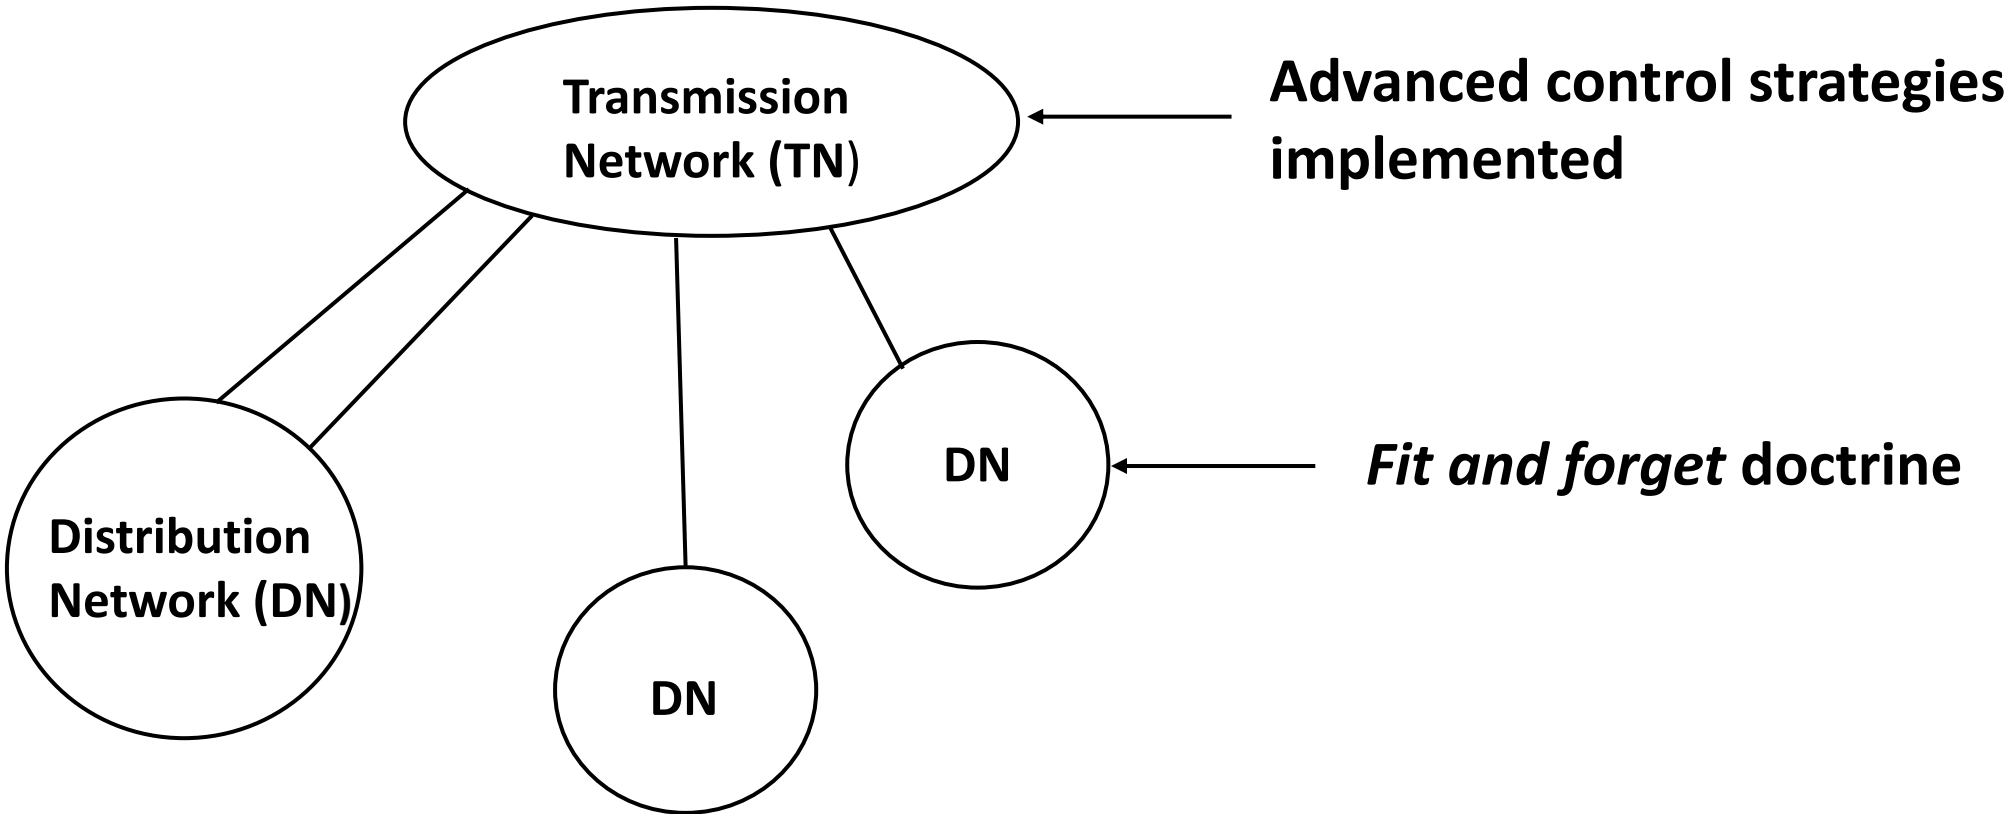 Transmission
Network (TN)
Advanced control strategies
implemented
DN
Fit and forget doctrine
Distribution
Network (DN)
DN